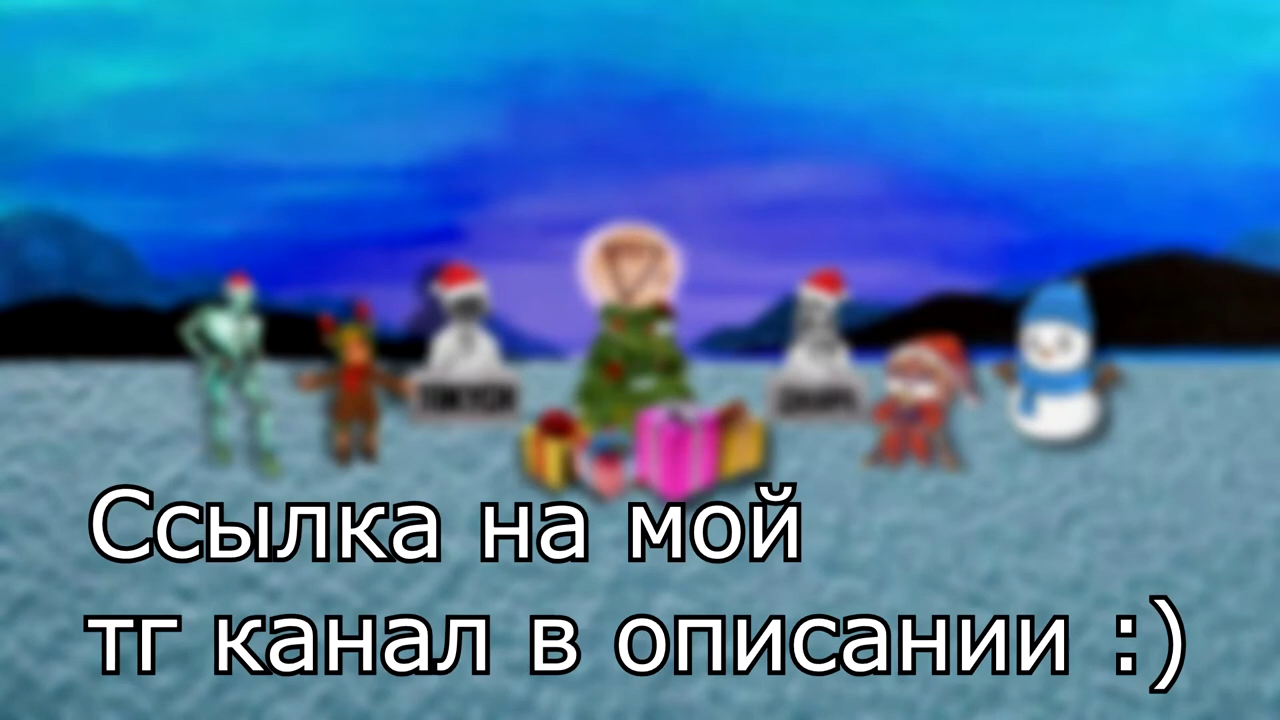 Ссылка на мой
тг канал в описании :)